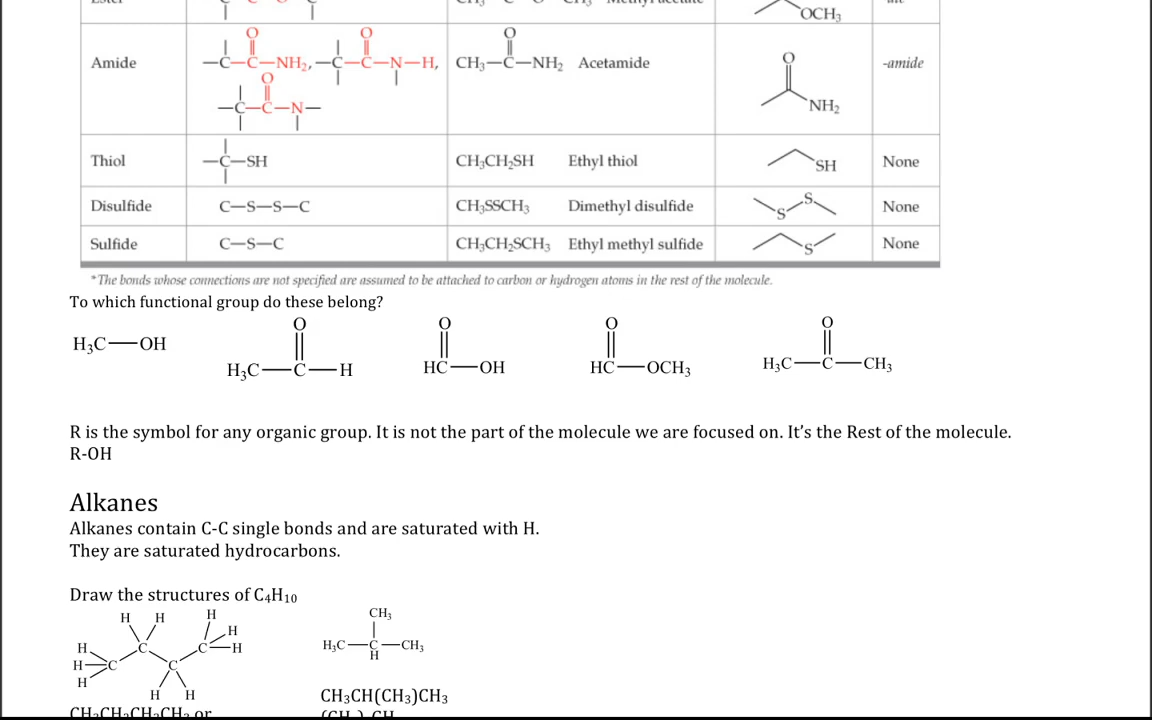 OCH₃
O O O
Amide —C—C—NH₂, —C—C—N—H, CH₃—C—NH₂ Acetamide O NH₂ -amide
O
—C—C—N—
Thiol —C—SH CH₃CH₂SH Ethyl thiol SH None
Disulfide C—S—S—C CH₃SSCH₃ Dimethyl disulfide S S None
Sulfide C—S—C CH₃CH₂SCH₃ Ethyl methyl sulfide S None
*The bonds whose connections are not specified are assumed to be attached to carbon or hydrogen atoms in the rest of the molecule.
To which functional group do these belong?
O O O O
H₃C—OH H₃C—C—H HC—OH HC—OCH₃ H₃C—C—CH₃
R is the symbol for any organic group. It is not the part of the molecule we are focused on. It's the Rest of the molecule.
R-OH
Alkanes
Alkanes contain C-C single bonds and are saturated with H.
They are saturated hydrocarbons.
Draw the structures of C₄H₁₀
H H H CH₃
H
H C C—H H₃C—C—CH₃
H
H—C C
H
H H
CH₃CH(CH₃)CH₃
CH₃CH₂CH₂CH₃ or